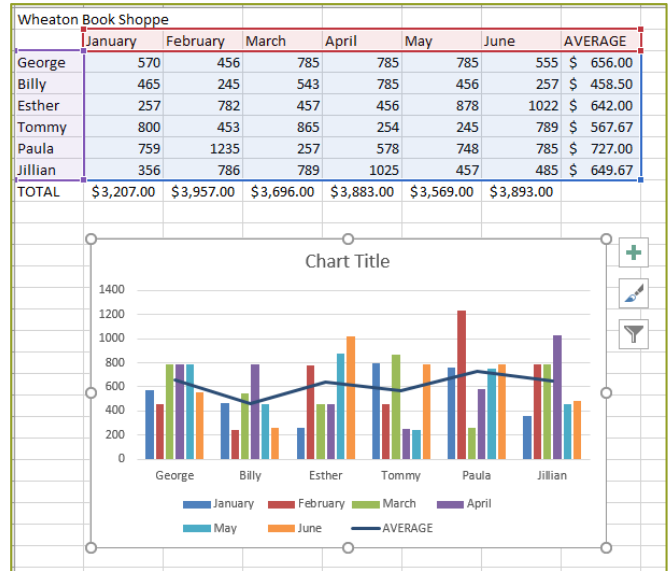 Wheaton Book Shoppe
January February March April May June AVERAGE
George 570 456 785 785 785 555 $ 656.00
Billy 465 245 543 785 456 257 $ 458.50
Esther 257 782 457 456 878 1022 $ 642.00
Tommy 800 453 865 254 245 789 $ 567.67
Paula 759 1235 257 578 748 785 $ 727.00
Jillian 356 786 789 1025 457 485 $ 649.67
TOTAL $3,207.00 $3,957.00 $3,696.00 $3,883.00 $3,569.00 $3,893.00
Chart Title
1400
1200
1000
800
600
400
200
0
George Billy Esther Tommy Paula Jillian
January February March April
May June AVERAGE